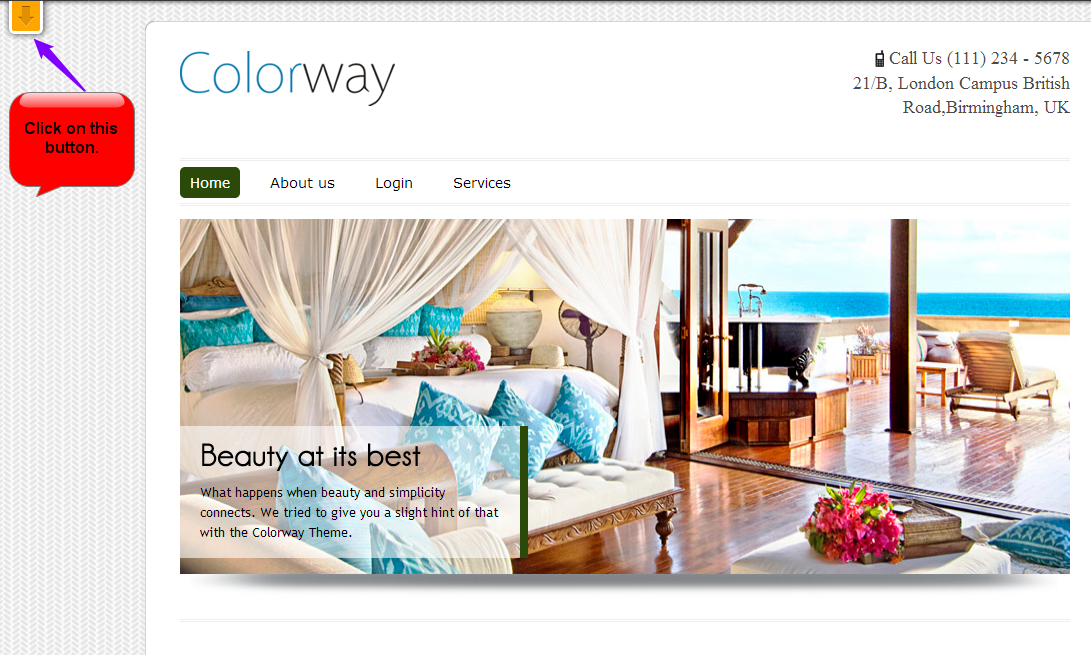 Click on this
button.
Colorway
Call Us (111) 234 - 5678
21/B, London Campus British
Road,Birmingham, UK
Home About us Login Services
Beauty at its best
What happens when beauty and simplicity
connects. We tried to give you a slight hint of that
with the Colorway Theme.